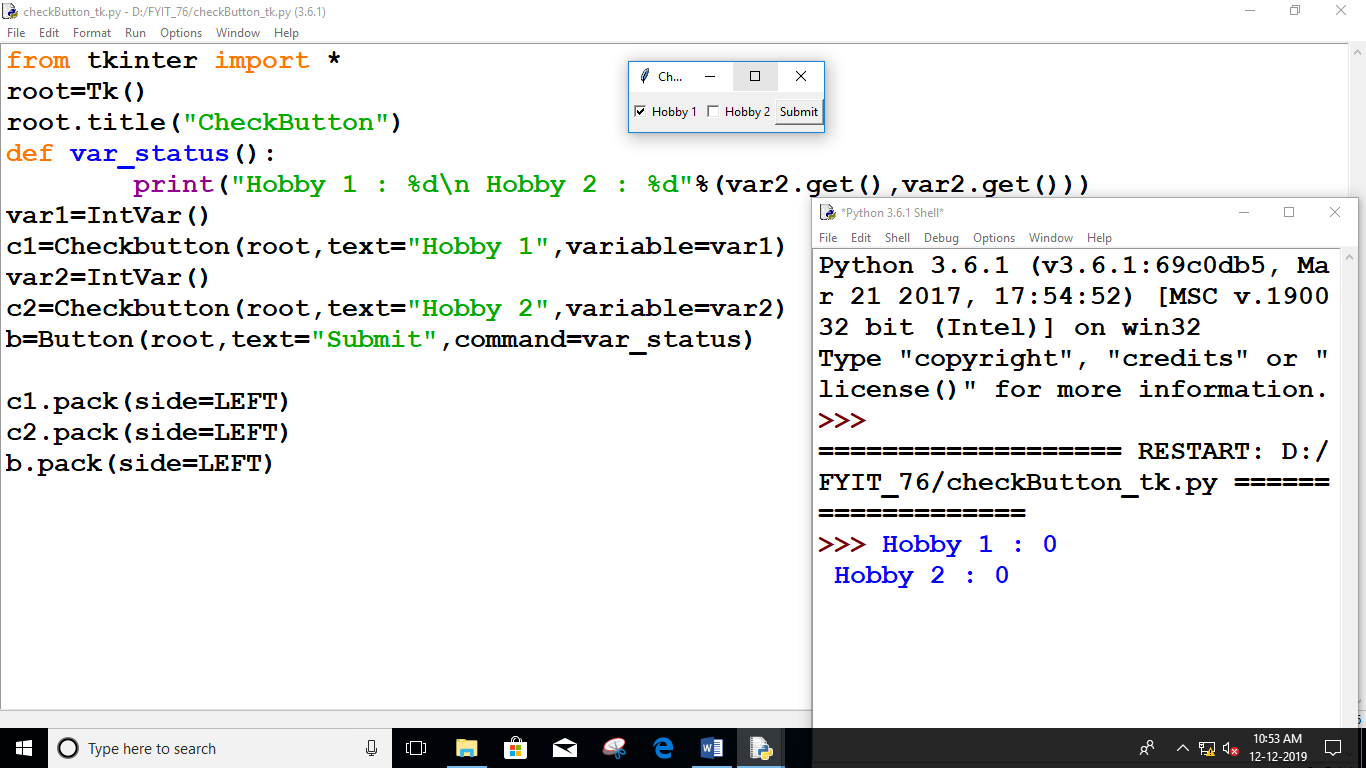 checkButton_tk.py - D:/FYIT_76/checkButton_tk.py (3.6.1)
File Edit Format Run Options Window Help
from tkinter import *
root=Tk()
root.title("CheckButton")
def var_status():
        print("Hobby 1 : %d\n Hobby 2 : %d"%(var2.get(),var2.get()))
var1=IntVar()
c1=Checkbutton(root,text="Hobby 1",variable=var1)
var2=IntVar()
c2=Checkbutton(root,text="Hobby 2",variable=var2)
b=Button(root,text="Submit",command=var_status)
c1.pack(side=LEFT)
c2.pack(side=LEFT)
b.pack(side=LEFT)
Ch...
Hobby 1 Hobby 2 Submit
*Python 3.6.1 Shell*
File Edit Shell Debug Options Window Help
Python 3.6.1 (v3.6.1:69c0db5, Ma
r 21 2017, 17:54:52) [MSC v.1900
32 bit (Intel)] on win32
Type "copyright", "credits" or "
license()" for more information.
>>>
=================== RESTART: D:/
FYIT_76/checkButton_tk.py ======
=============
>>> Hobby 1 : 0
 Hobby 2 : 0
Type here to search
10:53 AM
12-12-2019